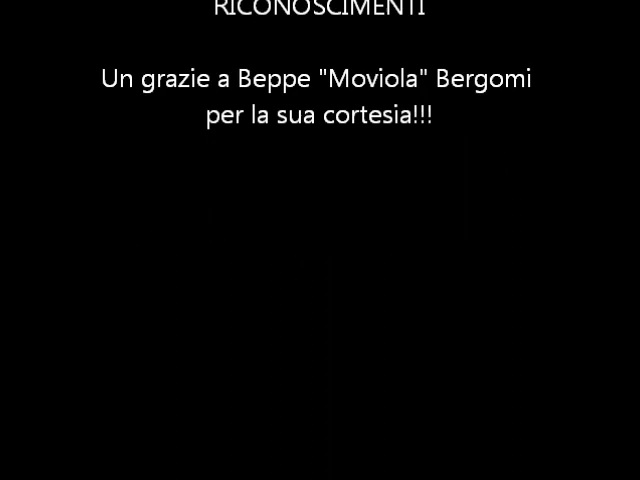 RICONOSCIMENTI
Un grazie a Beppe "Moviola" Bergomi
per la sua cortesia!!!